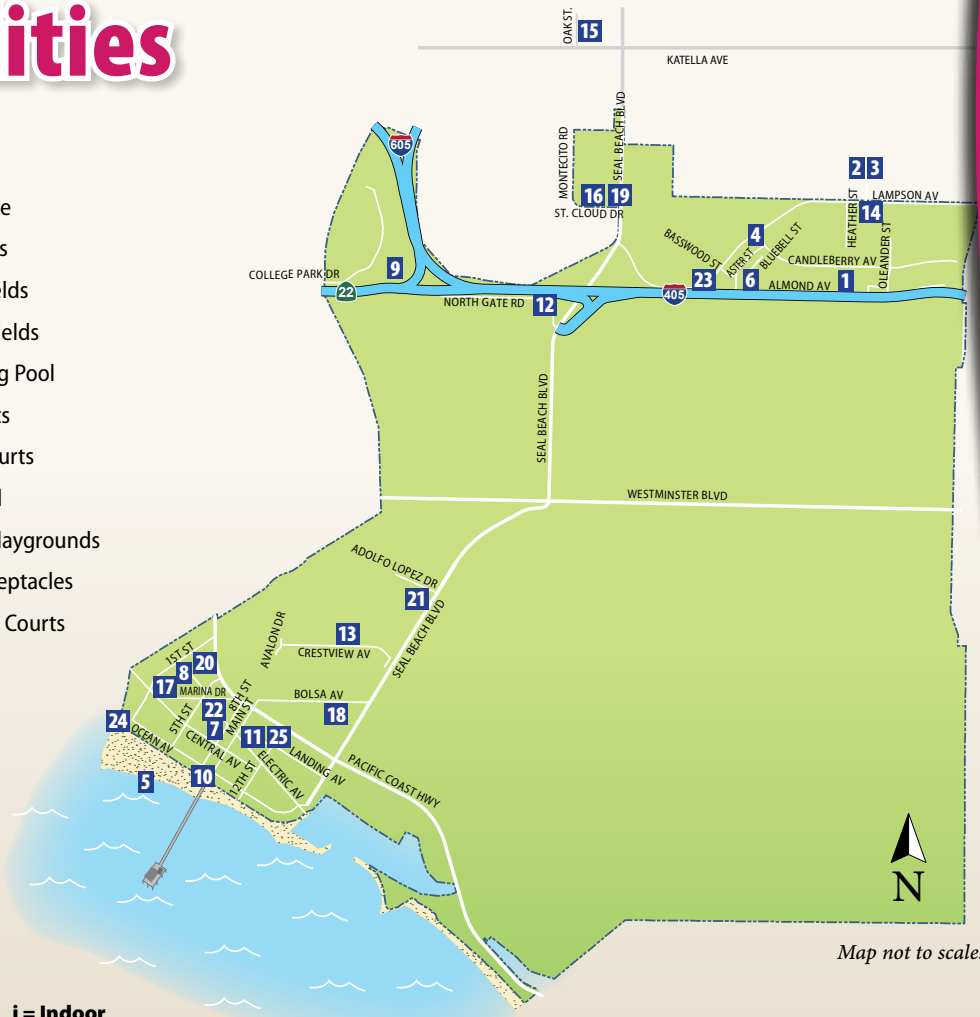 ities
OAK ST.
15
KATELLA AVE
SEAL BEACH BLVD
605
MONTECITO RD
2 3
16 19
ST. CLOUD DR
HEATHER ST
LAMPSON AV
14
4
BASSWOOD ST
ASTER ST
BLUEBELL ST
OLEANDER ST
CANDLEBERRY AV
9
COLLEGE PARK DR
23
6
ALMOND AV
1
22
405
NORTH GATE RD
12
SEAL BEACH BLVD
WESTMINSTER BLVD
e
s
elds
ields
g Pool
ts
urts
l
laygrounds
eptacles
Courts
ADOLFO LOPEZ DR
21
SEAL BEACH BLVD
AVALON DR
13
CRESTVIEW AV
1ST ST
20
8
17
MARINA DR
8TH ST
MAIN ST
BOLSA AV
18
22
7
5TH ST
24
OCEAN AV
CENTRAL AV
11 25
ELECTRIC AV
LANDING AV
12TH ST
PACIFIC COAST HWY
5
10
N
Map not to scale.
i = Indoor